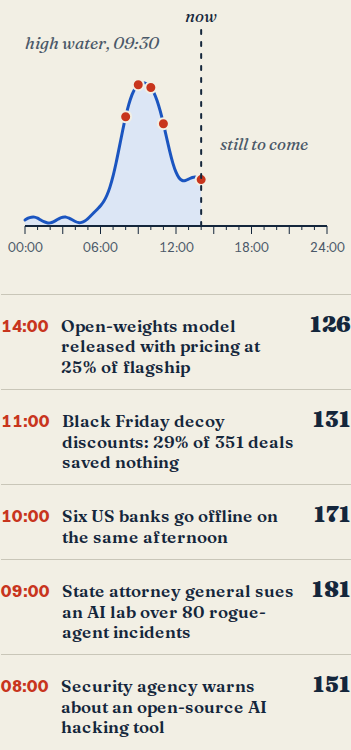 now
high water, 09:30
still to come
00:00 06:00 12:00 18:00 24:00
14:00 Open-weights model 126
released with pricing at
25% of flagship
11:00 Black Friday decoy 131
discounts: 29% of 351 deals
saved nothing
10:00 Six US banks go offline on 171
the same afternoon
09:00 State attorney general sues 181
an AI lab over 80 rogue-
agent incidents
08:00 Security agency warns 151
about an open-source AI
hacking tool